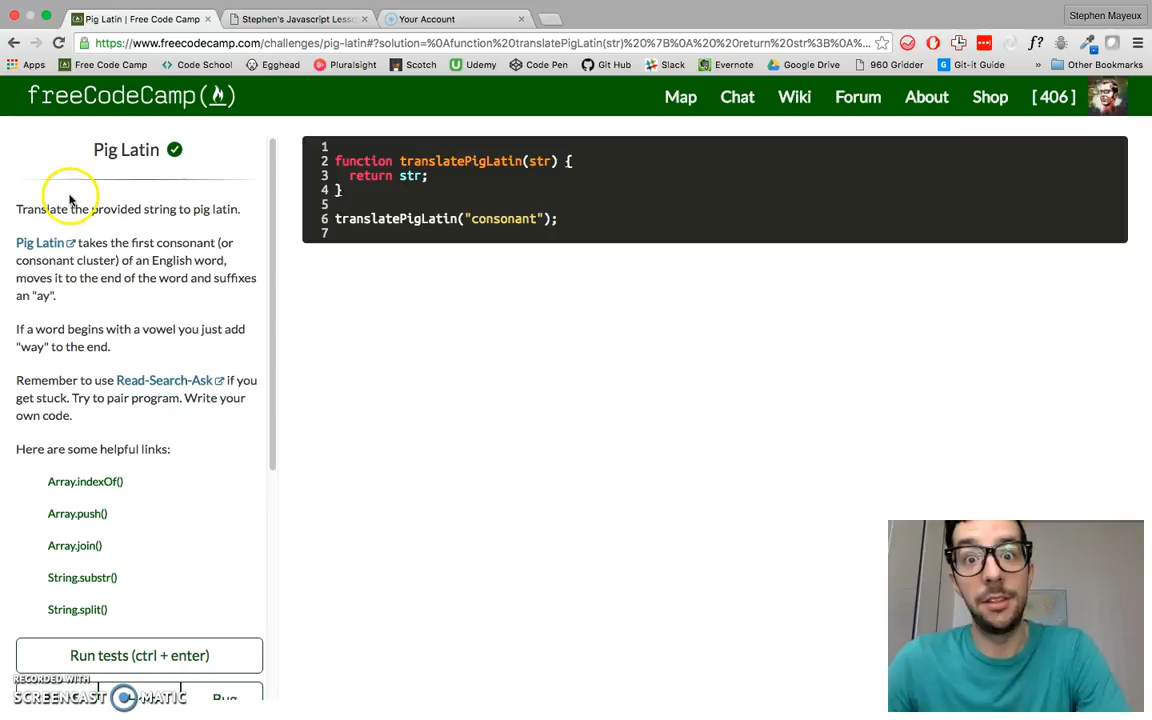 Pig Latin | Free Code Camp
Stephen's Javascript Less
Your Account
Stephen Mayeux
https://www.freecodecamp.com/challenges/pig-latin#?solution=%0Afunction%20translatePigLatin(str)%20%7B%0A%20%20return%20str%3B%0A%...
f?
Apps
Free Code Camp
Code School
Egghead
Pluralsight
Scotch
Udemy
Code Pen
Git Hub
Slack
Evernote
Google Drive
960 Gridder
Git-it Guide
»
Other Bookmarks
freeCodeCamp
Map
Chat
Wiki
Forum
About
Shop
[ 406 ]
Pig Latin
Translate the provided string to pig latin.
Pig Latin takes the first consonant (or
consonant cluster) of an English word,
moves it to the end of the word and suffixes
an "ay".
If a word begins with a vowel you just add
"way" to the end.
Remember to use Read-Search-Ask if you
get stuck. Try to pair program. Write your
own code.
Here are some helpful links:
Array.indexOf()
Array.push()
Array.join()
String.substr()
String.split()
Run tests (ctrl + enter)
Bug
RECORDED WITH
SCREENCAST-O-MATIC
1
2 function translatePigLatin(str) {
3 return str;
4 }
5
6 translatePigLatin("consonant");
7